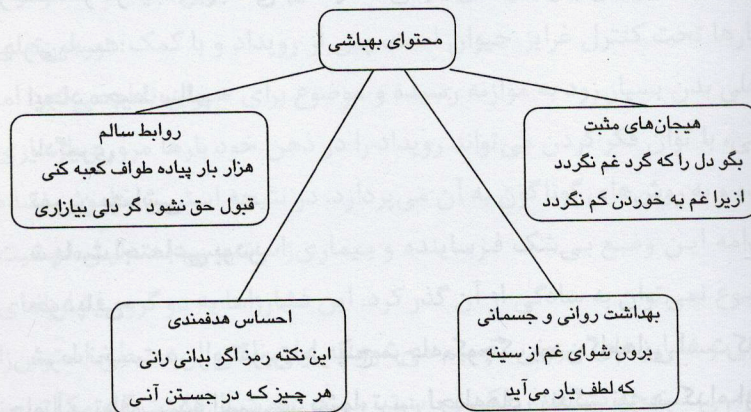 محتوای بهباشی
هیجان‌های مثبت
بگو دل را که گرد غم نگردد
ازیرا غم به خوردن کم نگردد
روابط سالم
هزار بار پیاده طواف کعبه کنی
قبول حق نشود گر دلی بیازاری
بهداشت روانی و جسمانی
برون شوای غم از سینه
که لطف یار می‌آید
احساس هدفمندی
این نکته رمز اگر بدانی رانی
هر چیز که در جستن آنی